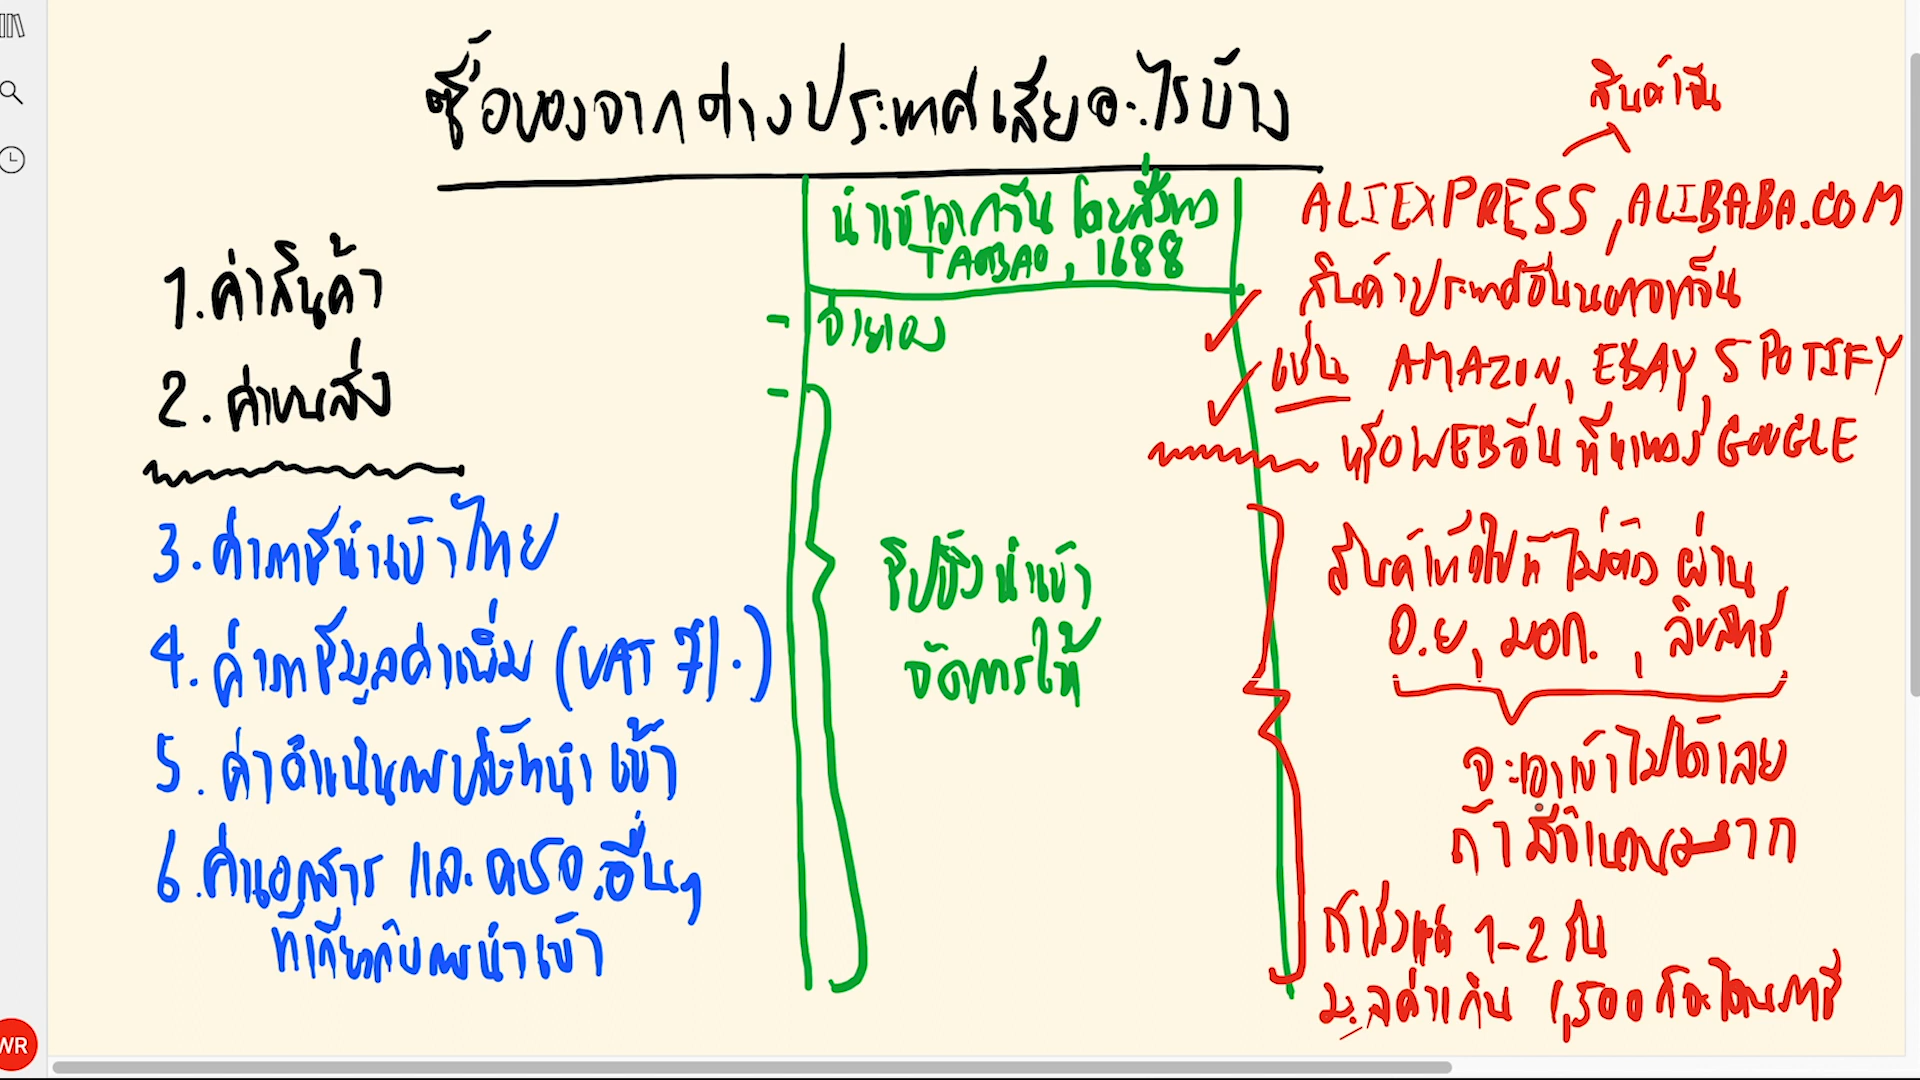 ซื้อของจากต่างประเทศเสียอะไรบ้าง
1. ค่าสินค้า
2. ค่าขนส่ง
3. ค่าภาษีนำเข้าไทย
4. ค่าภาษีมูลค่าเพิ่ม (VAT 7%)
5. ค่าดำเนินการนำเข้า
6. ค่าเอกสาร และ อื่นๆ
ที่เกี่ยวกับการนำเข้า
นำเข้าจากจีน โดยสั่งทาง
TAOBAO, 1688
- จ่ายเอง
-
ชิปปิ้งนำเข้า
จัดการให้
สินค้าจีน
ALIEXPRESS, ALIBABA.COM
สินค้าประเทศอื่นนอกจากจีน
เช่น AMAZON, EBAY, SPOTIFY
หรือ WEB อื่น ที่หาเจอ GOOGLE
สินค้าทั่วไปที่ไม่ต้อง ผ่าน
อ.ย, มอก. , ลิขสิทธิ์
จะเอาเข้าไม่ได้เลย
ถ้ามีจำนวนมาก
ถ้าสั่งแค่ 1-2 ชิ้น
มูลค่าเกิน 1,500 ก็จะโดนภาษี
WR